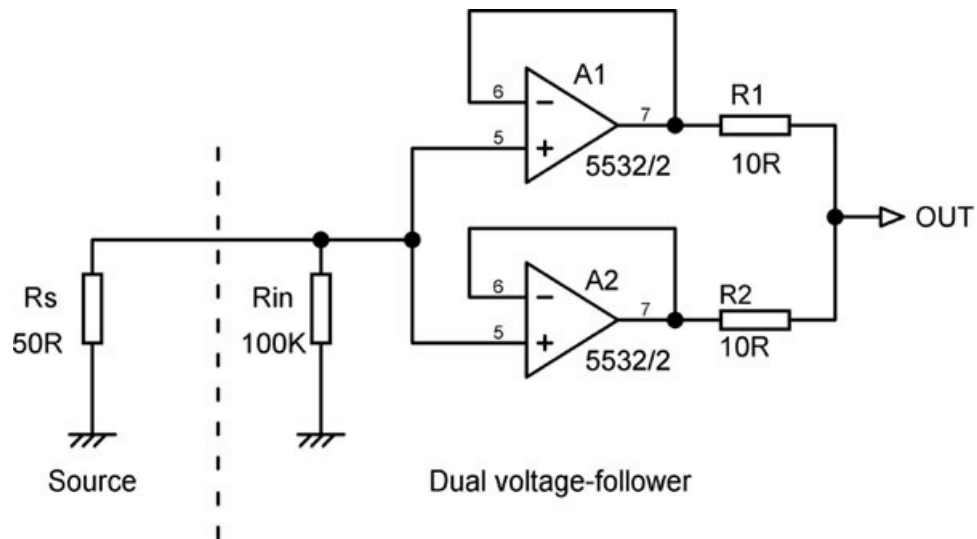 A1
6
5
7
5532/2
R1
10R
OUT
Rs
50R
Rin
100K
A2
6
5
7
5532/2
R2
10R
Source
Dual voltage-follower